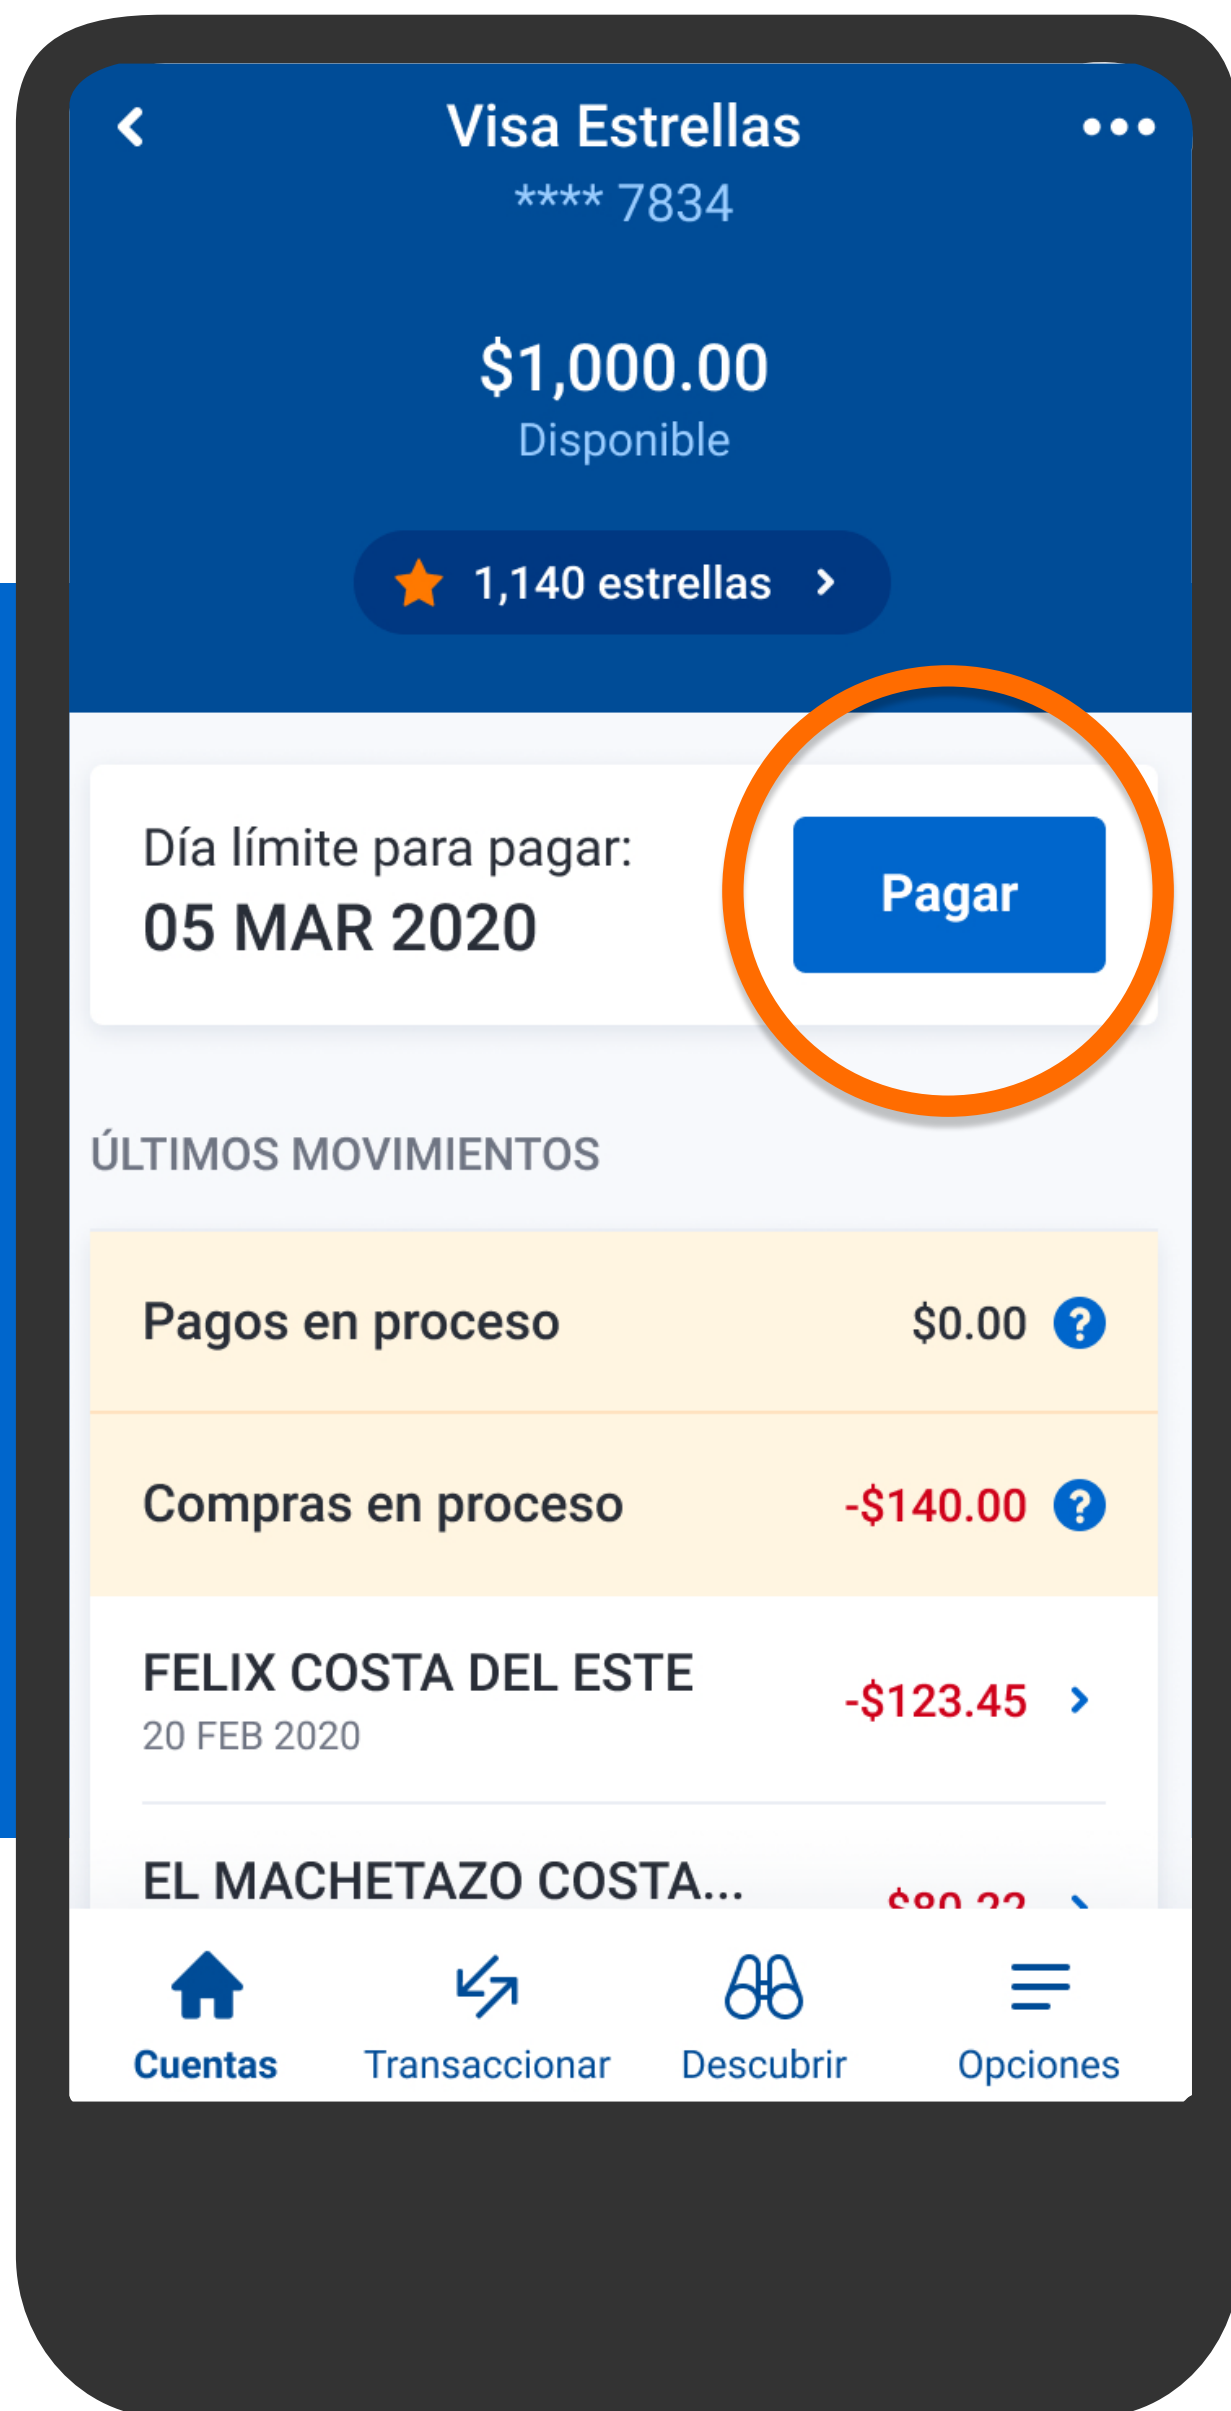 Visa Estrellas
**** 7834
$1,000.00
Disponible
1,140 estrellas
Día límite para pagar:
05 MAR 2020
Pagar
ÚLTIMOS MOVIMIENTOS
Pagos en proceso $0.00 ?
Compras en proceso -$140.00 ?
FELIX COSTA DEL ESTE -$123.45
20 FEB 2020
EL MACHETAZO COSTA...
Cuentas Transaccionar Descubrir Opciones